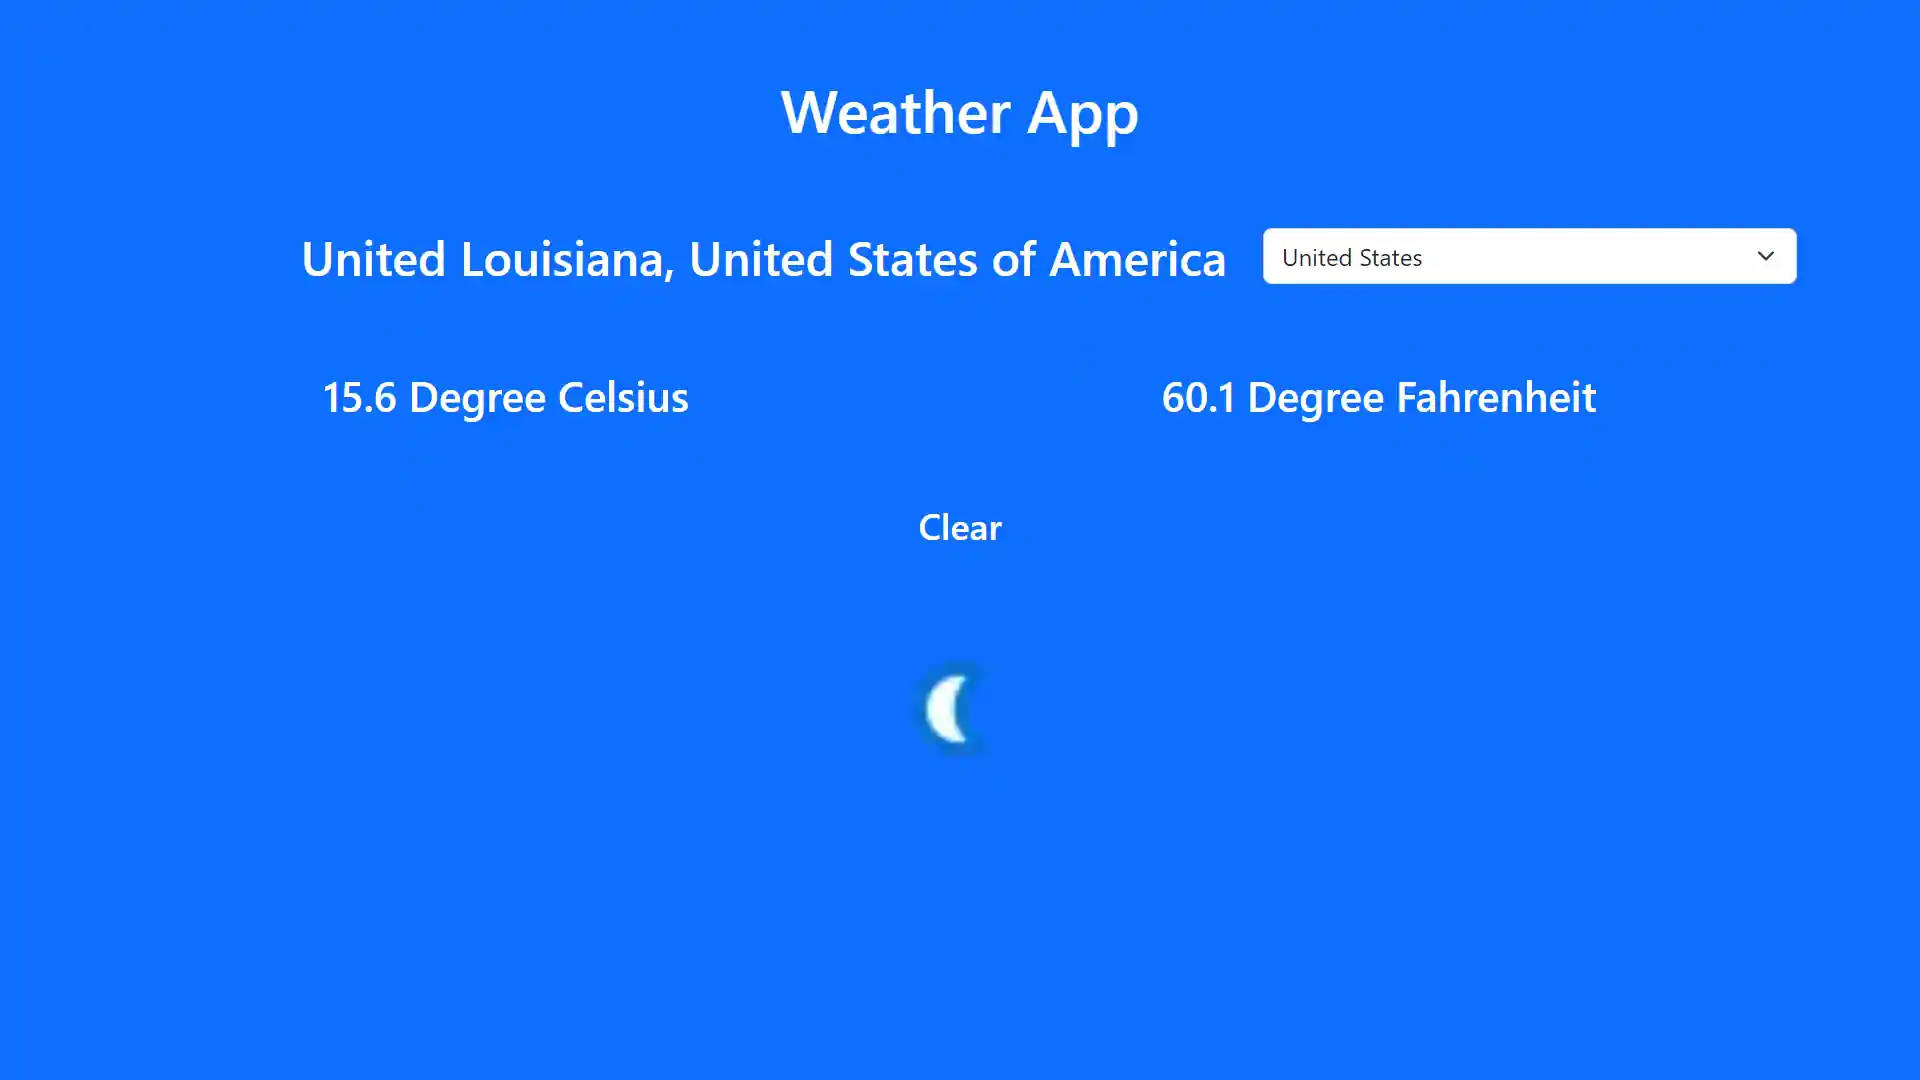 Weather App
United Louisiana, United States of America
United States
15.6 Degree Celsius
60.1 Degree Fahrenheit
Clear